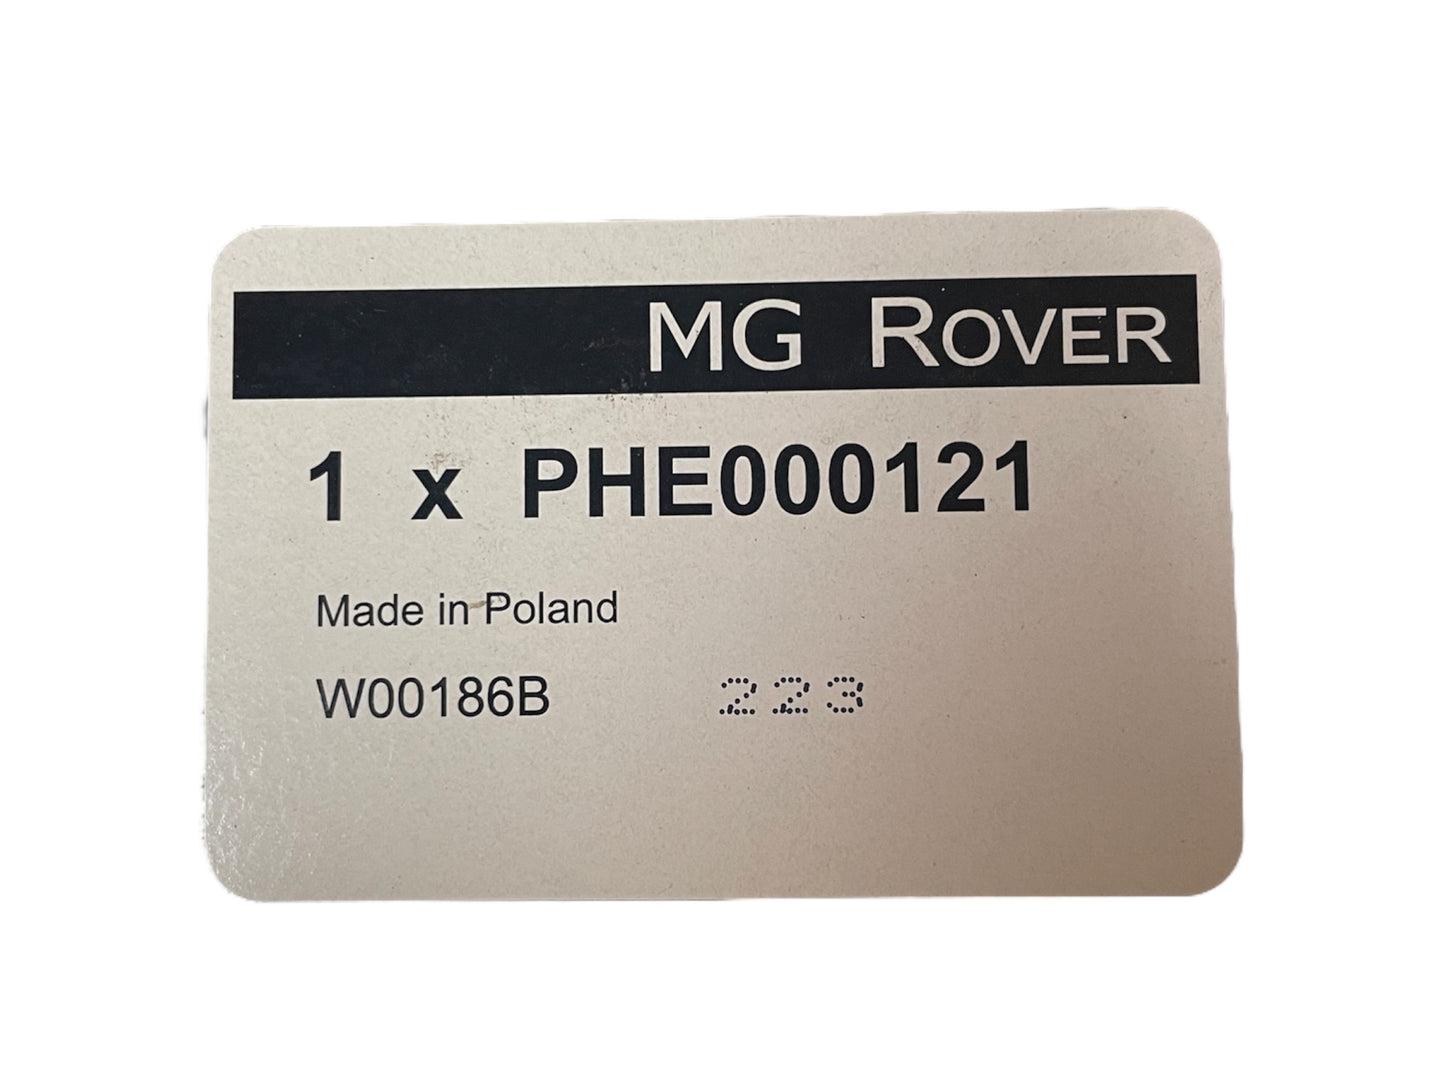 MG ROVER
1 x PHE000121
Made in Poland
W00186B 223